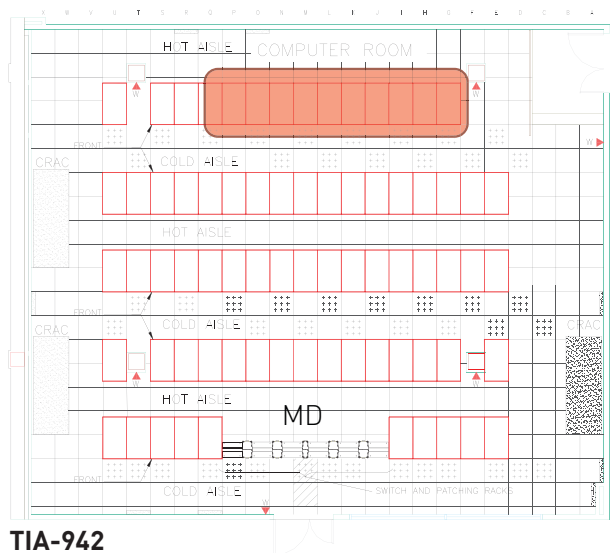 X W V U T S R Q P O N M L K J I H G F E D C B A
HOT AISLE
COMPUTER ROOM
W W
W
FRONT
COLD AISLE
CRAC
HOT AISLE
FRONT
COLD AISLE
CRAC CRAC
W W
HOT AISLE
MD
FRONT
COLD AISLE
SWITCH AND PATCHING RACKS
W
TIA-942